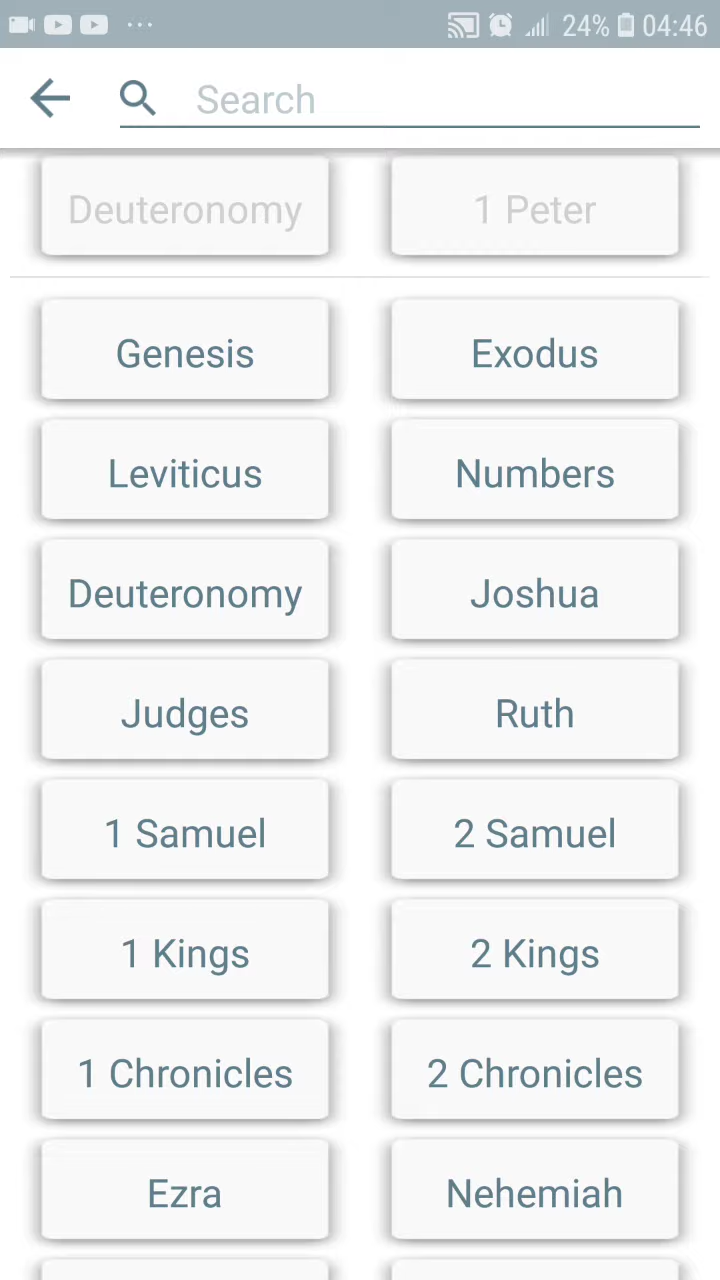 24% 04:46
Search
Deuteronomy 1 Peter
Genesis Exodus
Leviticus Numbers
Deuteronomy Joshua
Judges Ruth
1 Samuel 2 Samuel
1 Kings 2 Kings
1 Chronicles 2 Chronicles
Ezra Nehemiah